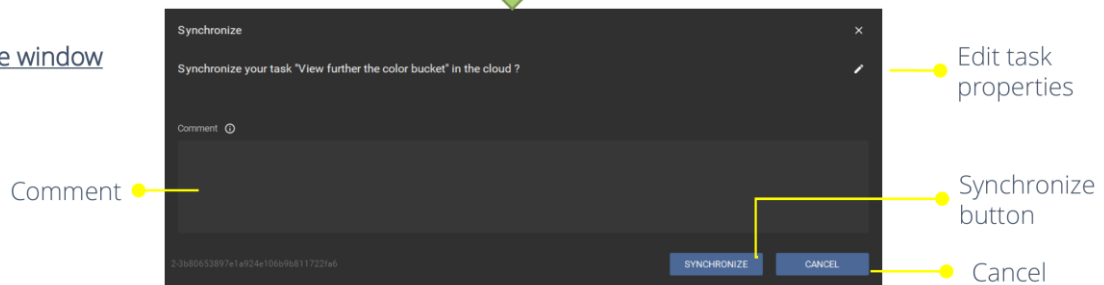 Synchronize
e window
Edit task
properties
Synchronize your task "View further the color bucket" in the cloud ?
Comment
Comment
Synchronize
button
2-3b80653897e1a924e106b9b811722fa6
SYNCHRONIZE
CANCEL
Cancel